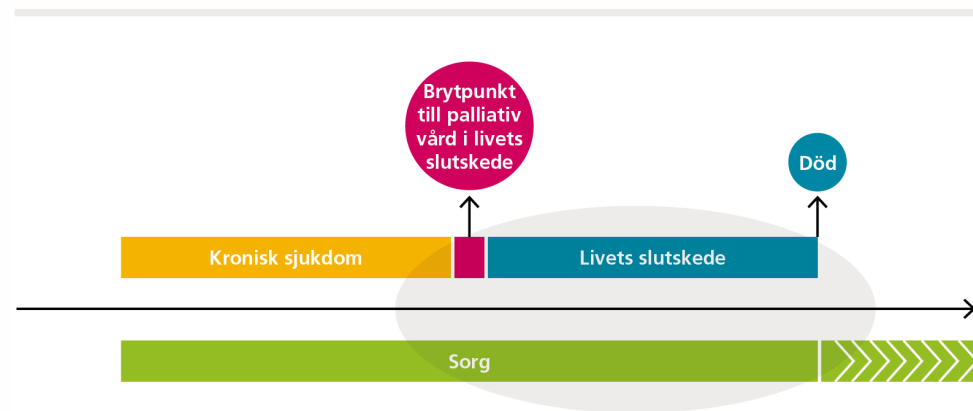 Brytpunkt
till palliativ
vård i livets
slutskede
Död
Kronisk sjukdom
Livets slutskede
Sorg